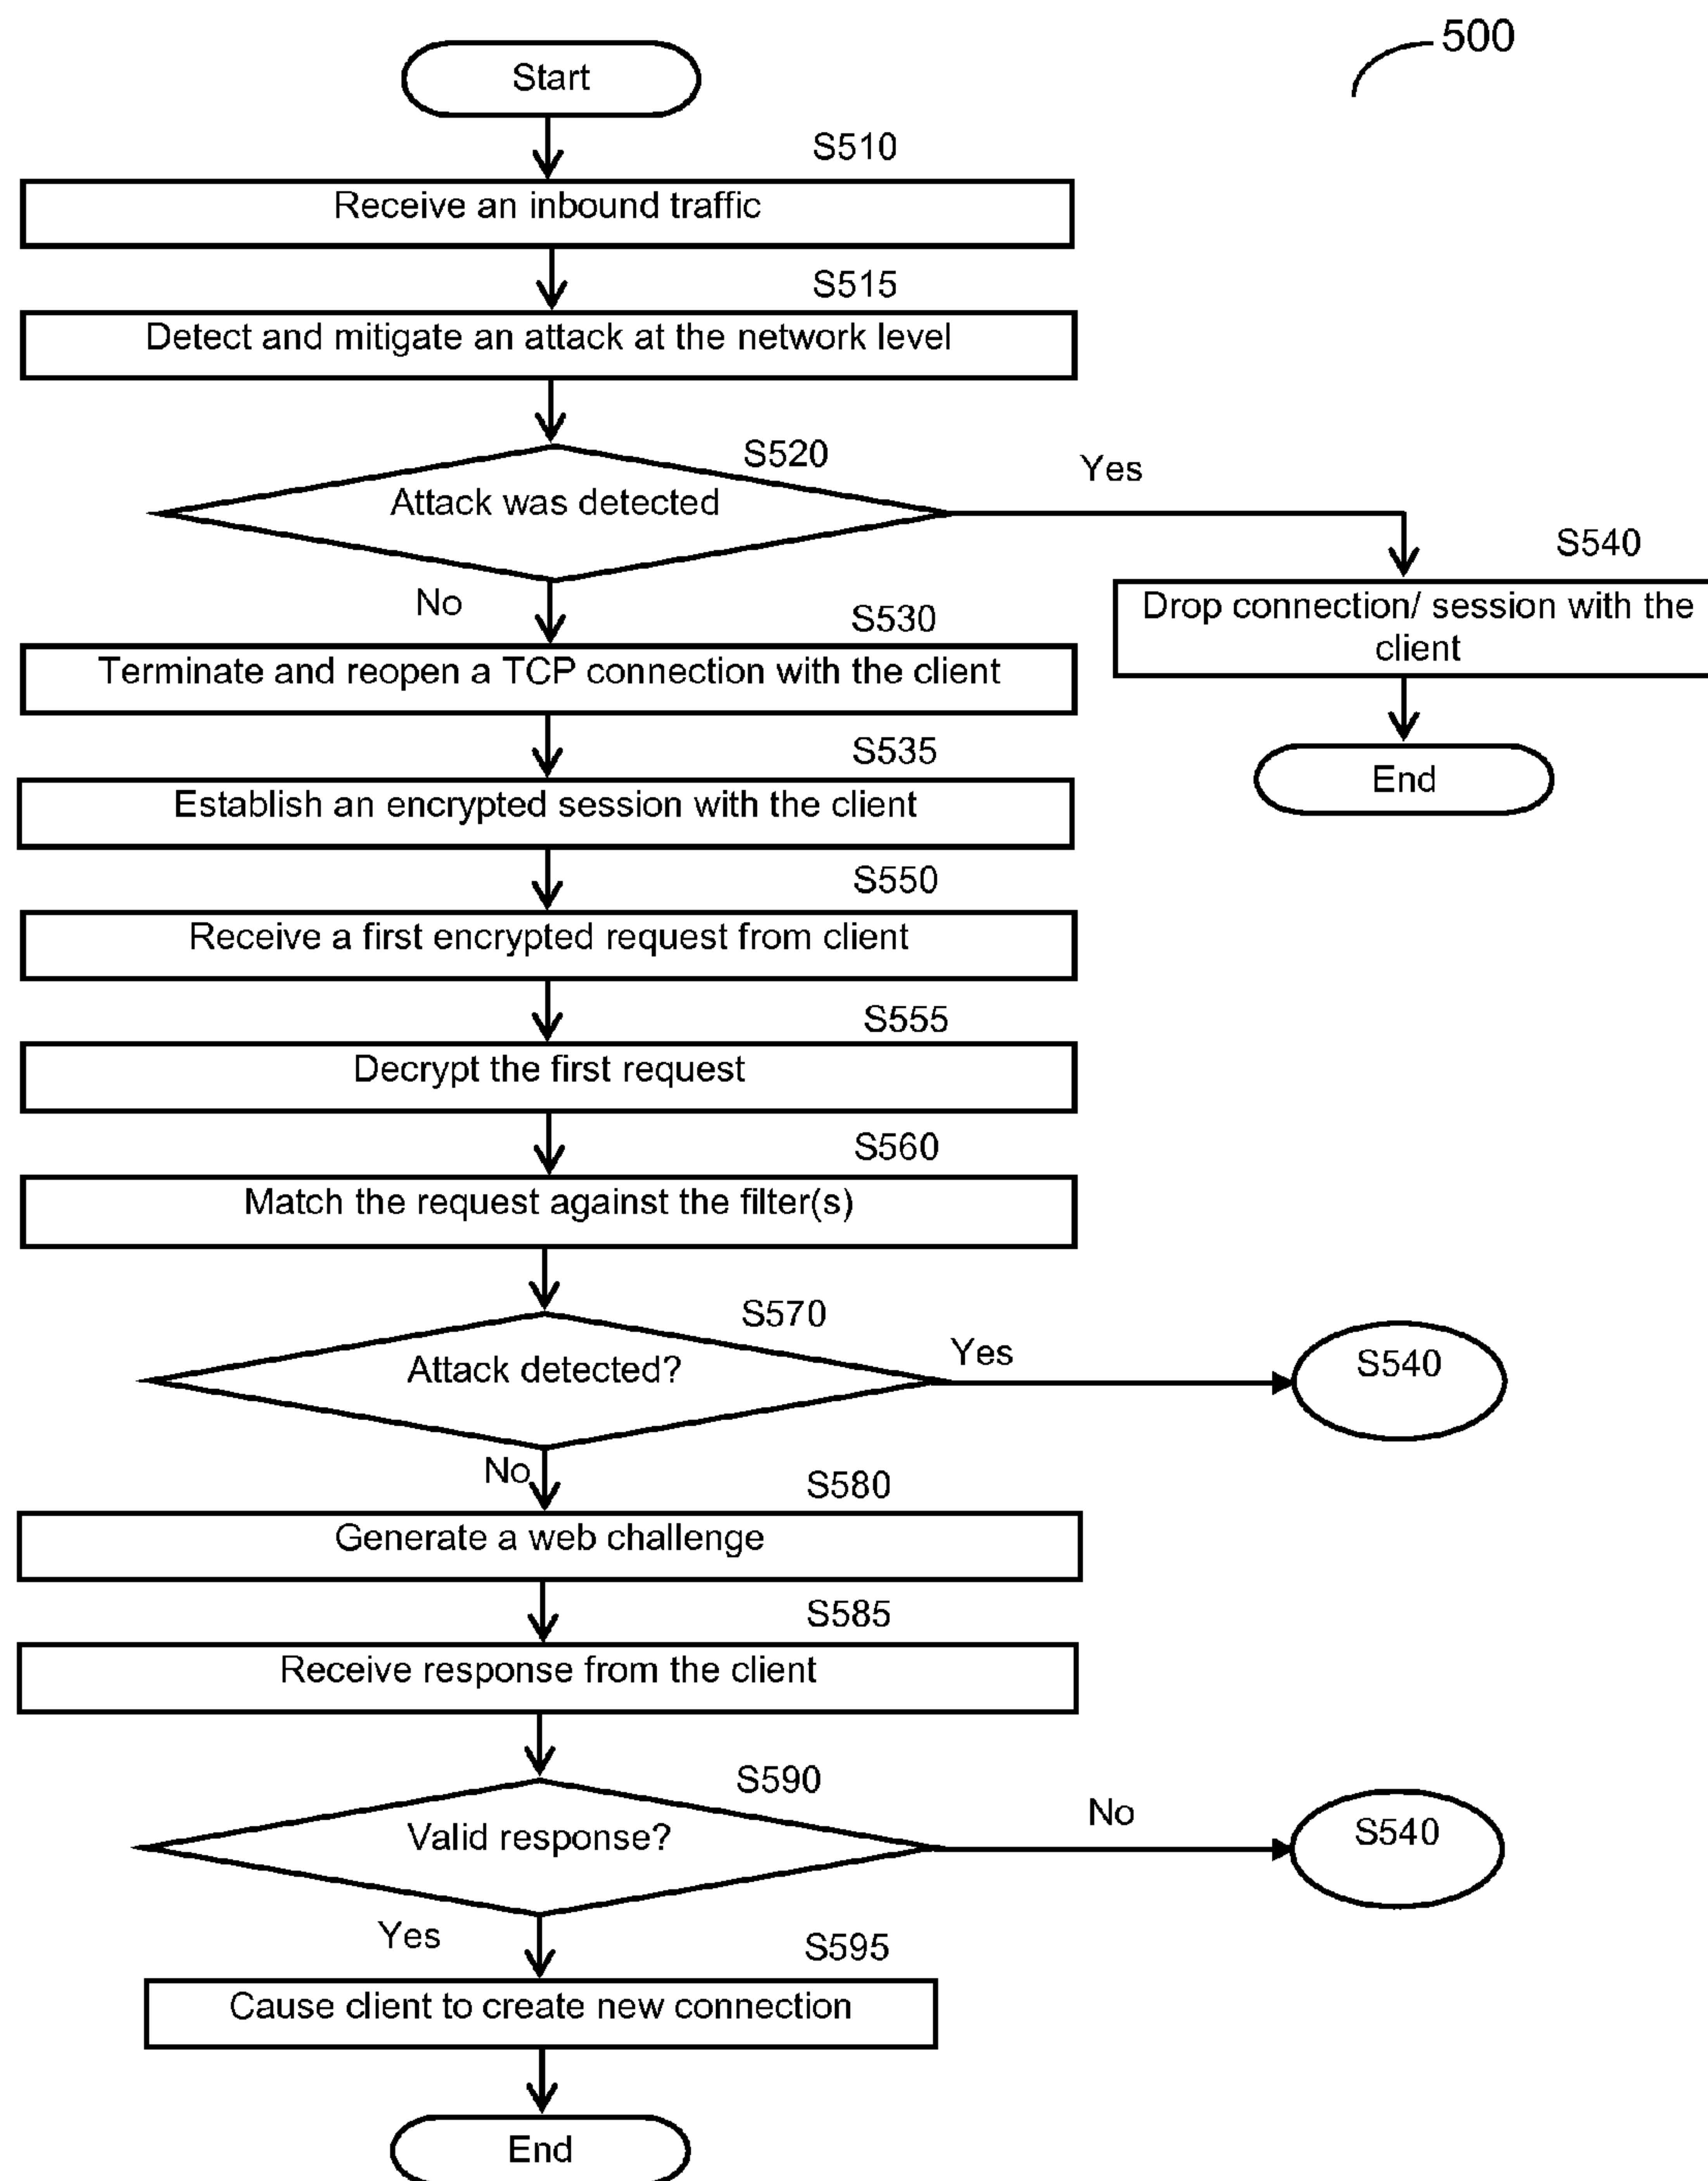 500
Start
S510
Receive an inbound traffic
S515
Detect and mitigate an attack at the network level
S520
Attack was detected
Yes
No
S540
Drop connection/ session with the
client
End
S530
Terminate and reopen a TCP connection with the client
S535
Establish an encrypted session with the client
S550
Receive a first encrypted request from client
S555
Decrypt the first request
S560
Match the request against the filter(s)
S570
Attack detected?
Yes
S540
No
S580
Generate a web challenge
S585
Receive response from the client
S590
Valid response?
No
S540
Yes
S595
Cause client to create new connection
End